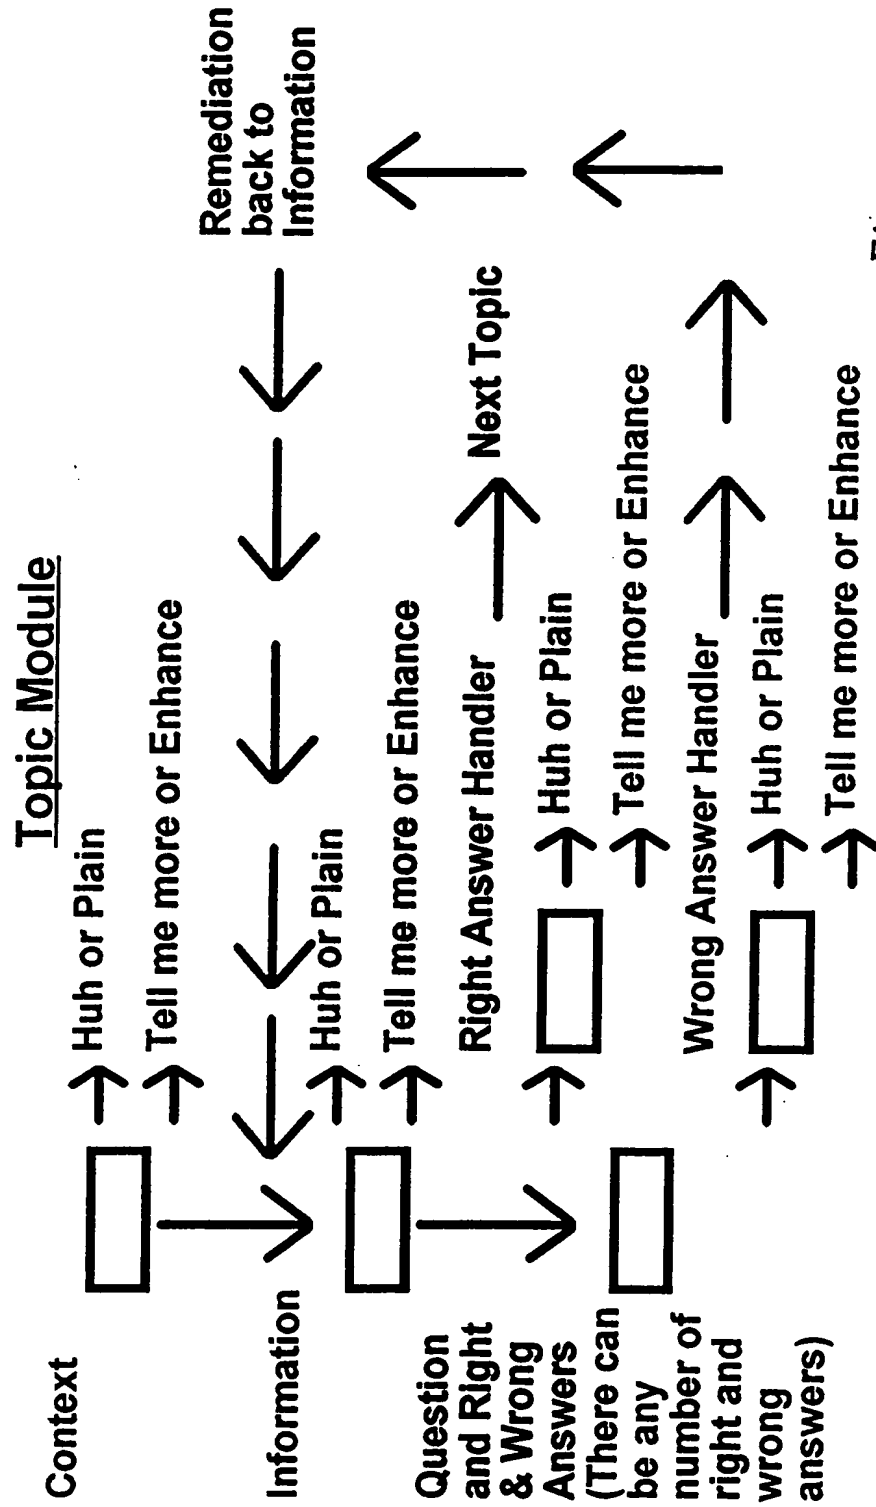 Topic Module
Context
Huh or Plain
Tell me more or Enhance
Remediation
back to
Information
Information
Huh or Plain
Tell me more or Enhance
Question
and Right
& Wrong
Answers
(There can
be any
number of
right and
wrong
answers)
Right Answer Handler
Next Topic
Huh or Plain
Tell me more or Enhance
Wrong Answer Handler
Huh or Plain
Tell me more or Enhance